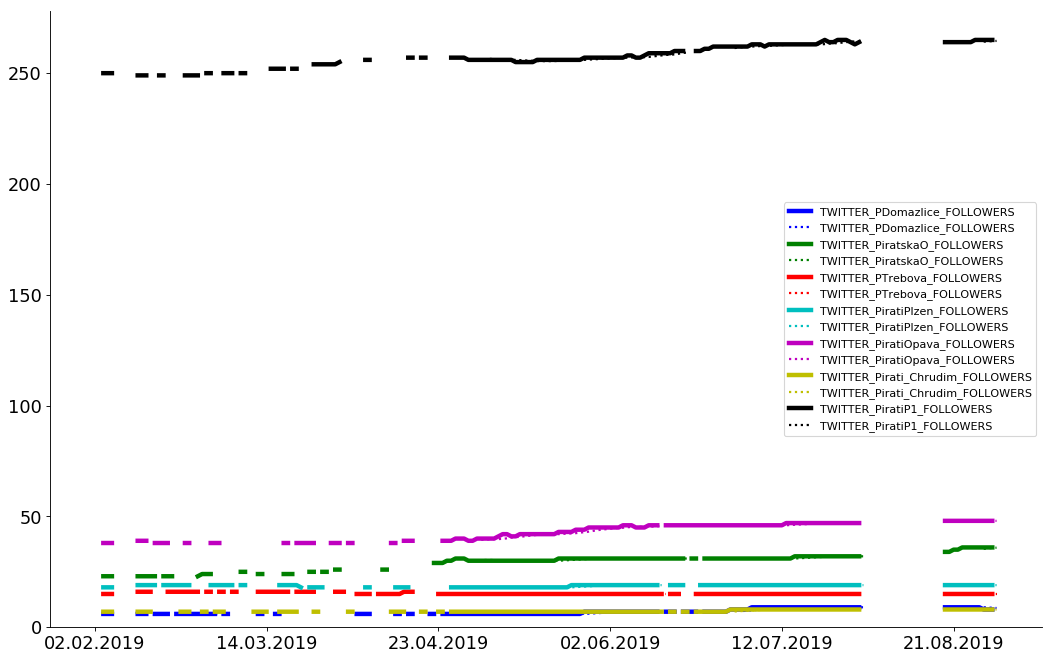 250
200
150
100
50
0
TWITTER_PDomazlice_FOLLOWERS
TWITTER_PDomazlice_FOLLOWERS
TWITTER_PiratskaO_FOLLOWERS
TWITTER_PiratskaO_FOLLOWERS
TWITTER_PTrebova_FOLLOWERS
TWITTER_PTrebova_FOLLOWERS
TWITTER_PiratiPlzen_FOLLOWERS
TWITTER_PiratiPlzen_FOLLOWERS
TWITTER_PiratiOpava_FOLLOWERS
TWITTER_PiratiOpava_FOLLOWERS
TWITTER_Pirati_Chrudim_FOLLOWERS
TWITTER_Pirati_Chrudim_FOLLOWERS
TWITTER_PiratiP1_FOLLOWERS
TWITTER_PiratiP1_FOLLOWERS
02.02.2019 14.03.2019 23.04.2019 02.06.2019 12.07.2019 21.08.2019